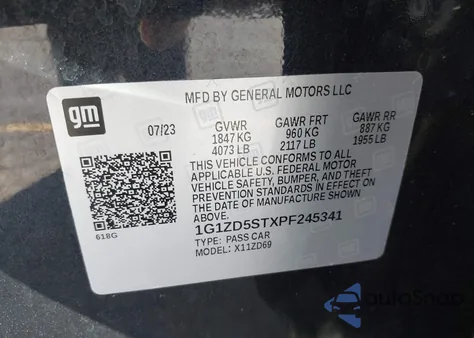 gm
MFD BY GENERAL MOTORS LLC
07/23 GVWR GAWR FRT GAWR RR
1847 KG 960 KG 887 KG
4073 LB 2117 LB 1955 LB
THIS VEHICLE CONFORMS TO ALL
APPLICABLE U.S. FEDERAL MOTOR
VEHICLE SAFETY, BUMPER, AND THEFT
PREVENTION STANDARDS IN EFFECT ON
THE DATE OF MANUFACTURE SHOWN ABOVE.
1G1ZD5STXPF245341
618G TYPE: PASS CAR
MODEL: X11ZD69
autoSnap